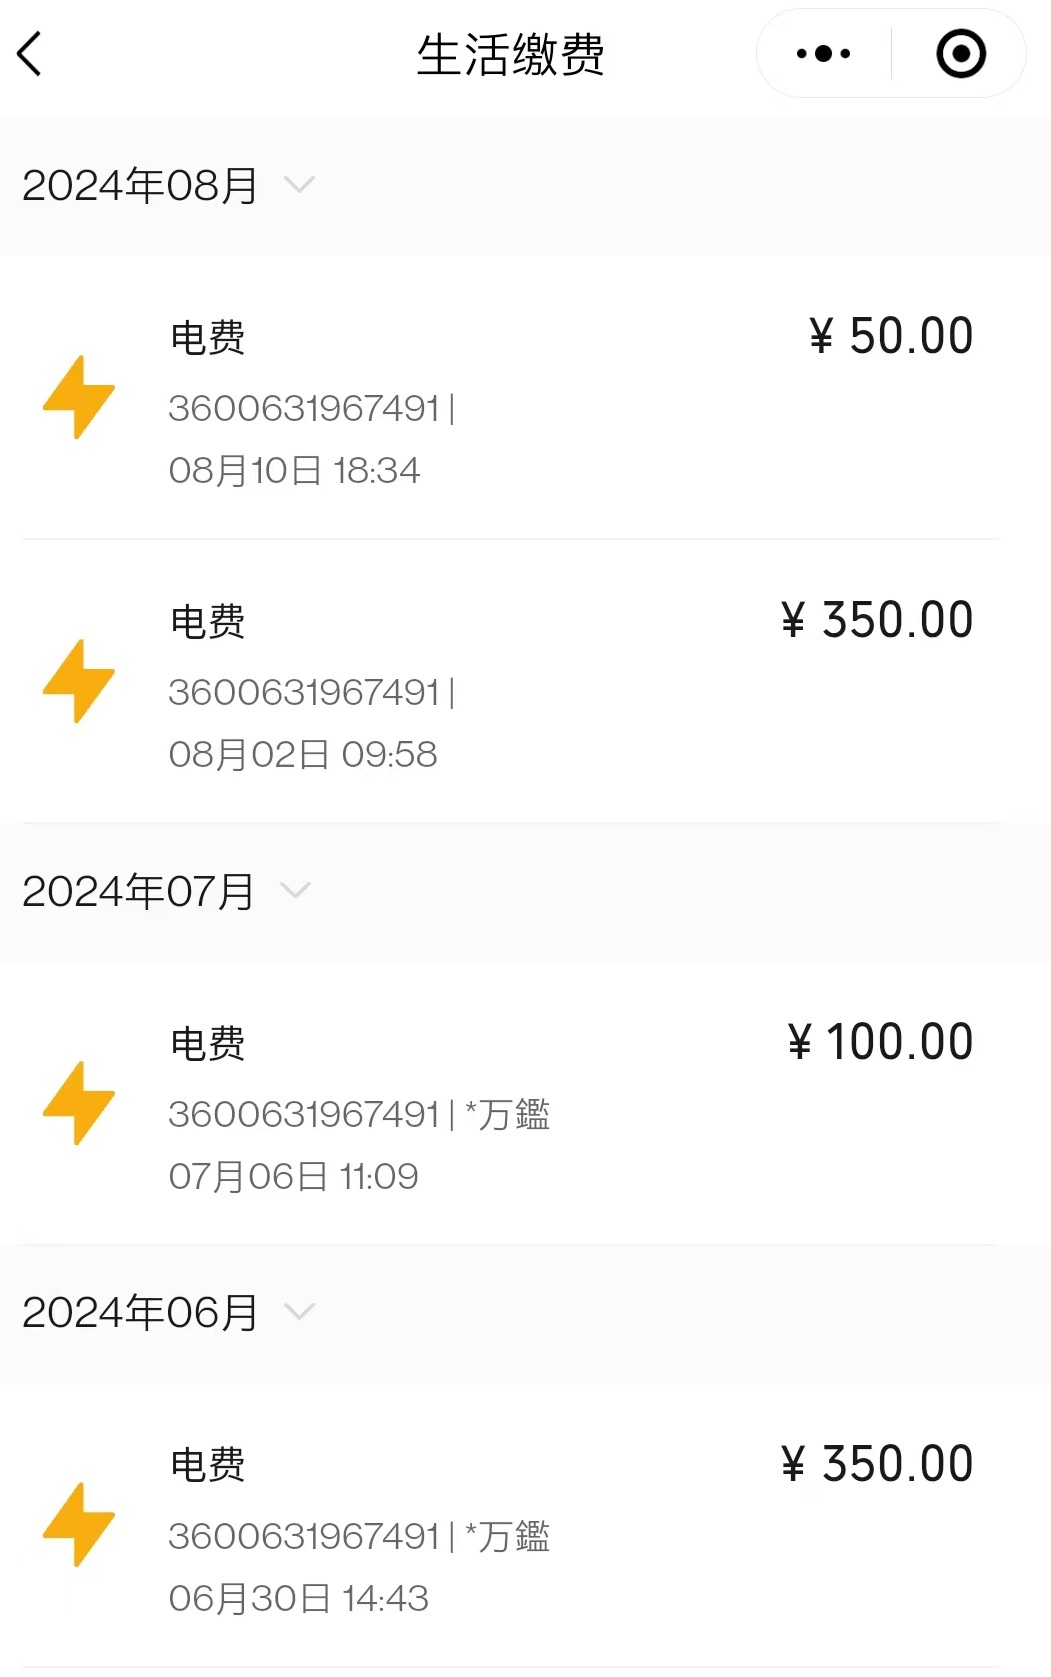 生活缴费
2024年08月
电费
¥ 50.00
3600631967491 |
08月10日 18:34
电费
¥ 350.00
3600631967491 |
08月02日 09:58
2024年07月
电费
¥ 100.00
3600631967491 | *万鑑
07月06日 11:09
2024年06月
电费
¥ 350.00
3600631967491 | *万鑑
06月30日 14:43